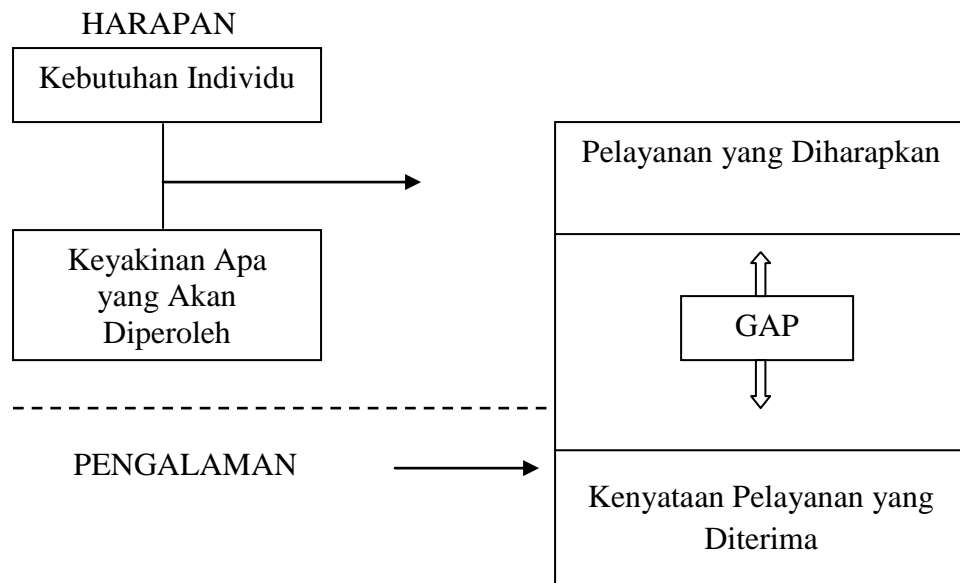 HARAPAN
Kebutuhan Individu
Pelayanan yang Diharapkan
Keyakinan Apa
yang Akan
Diperoleh
GAP
PENGALAMAN
Kenyataan Pelayanan yang
Diterima